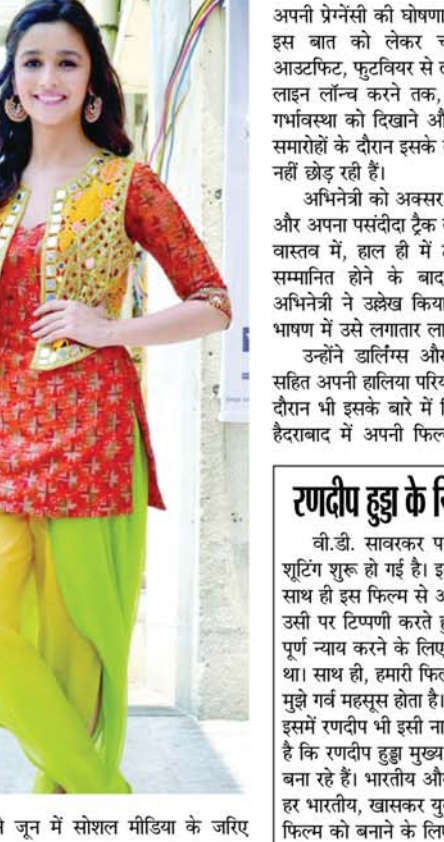 अपनी प्रेग्नेंसी की घोषणा
इस बात को लेकर
आउटफिट, फुटवियर से
लाइन लॉन्च करने तक,
गर्भावस्था को दिखाने
समारोहों के दौरान इसके
नहीं छोड़ रही हैं।
अभिनेत्री को अक्सर
और अपना पसंदीदा ट्रैक
वास्तव में, हाल ही में
सम्मानित होने के बाद
अभिनेत्री ने उल्लेख किया
भाषण में उसे लगातार
उन्होंने डार्लिंग्स और
सहित अपनी हालिया
दौरान भी इसके बारे में
हैदराबाद में अपनी
रणदीप हुड्डा के
वी.डी. सावरकर
शूटिंग शुरू हो गई है।
साथ ही इस फिल्म से
उसी पर टिप्पणी करते
पूर्ण न्याय करने के लिए
था। साथ ही, हमारी
मुझे गर्व महसूस होता है।
इसमें रणदीप भी इसी
है कि रणदीप हुड्डा मुख्य
बना रहे हैं। भारतीय
हर भारतीय, खासकर
फिल्म को बनाने के
जून में सोशल मीडिया के जरिए